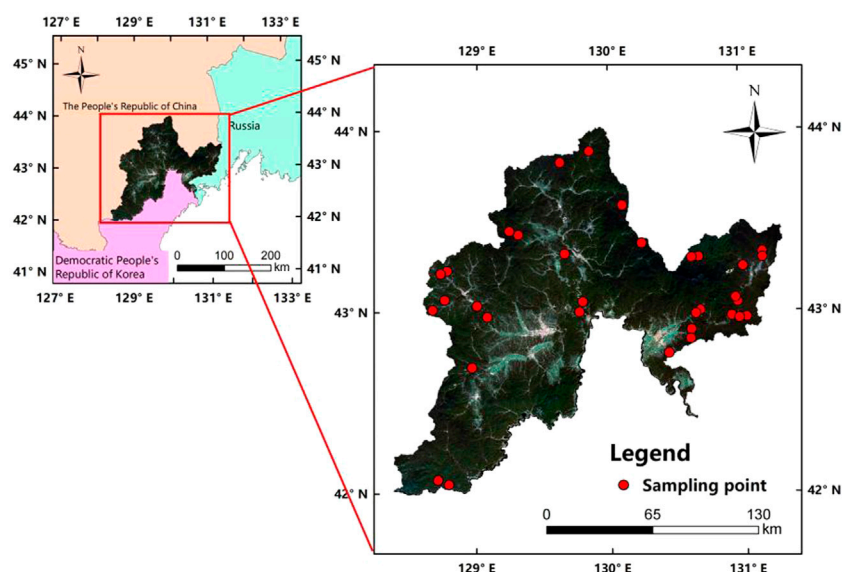 127° E 129° E 131° E 133° E
45° N 45° N
N
The People's Republic of China
44° N 44° N
Russia
43° N 43° N
42° N 42° N
Democratic People's
Republic of Korea
0 100 200
km
41° N 41° N
127° E 129° E 131° E 133° E
129° E 130° E 131° E
N
44° N 44° N
43° N 43° N
Legend
Sampling point
42° N 42° N
0 65 130
km
129° E 130° E 131° E